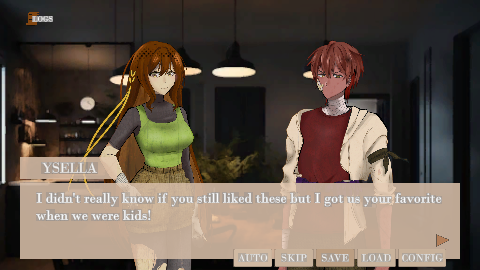 LOGS
YSELLA
I didn't really know if you still liked these but I got us your favorite
when we were kids!
AUTO SKIP SAVE LOAD CONFIG